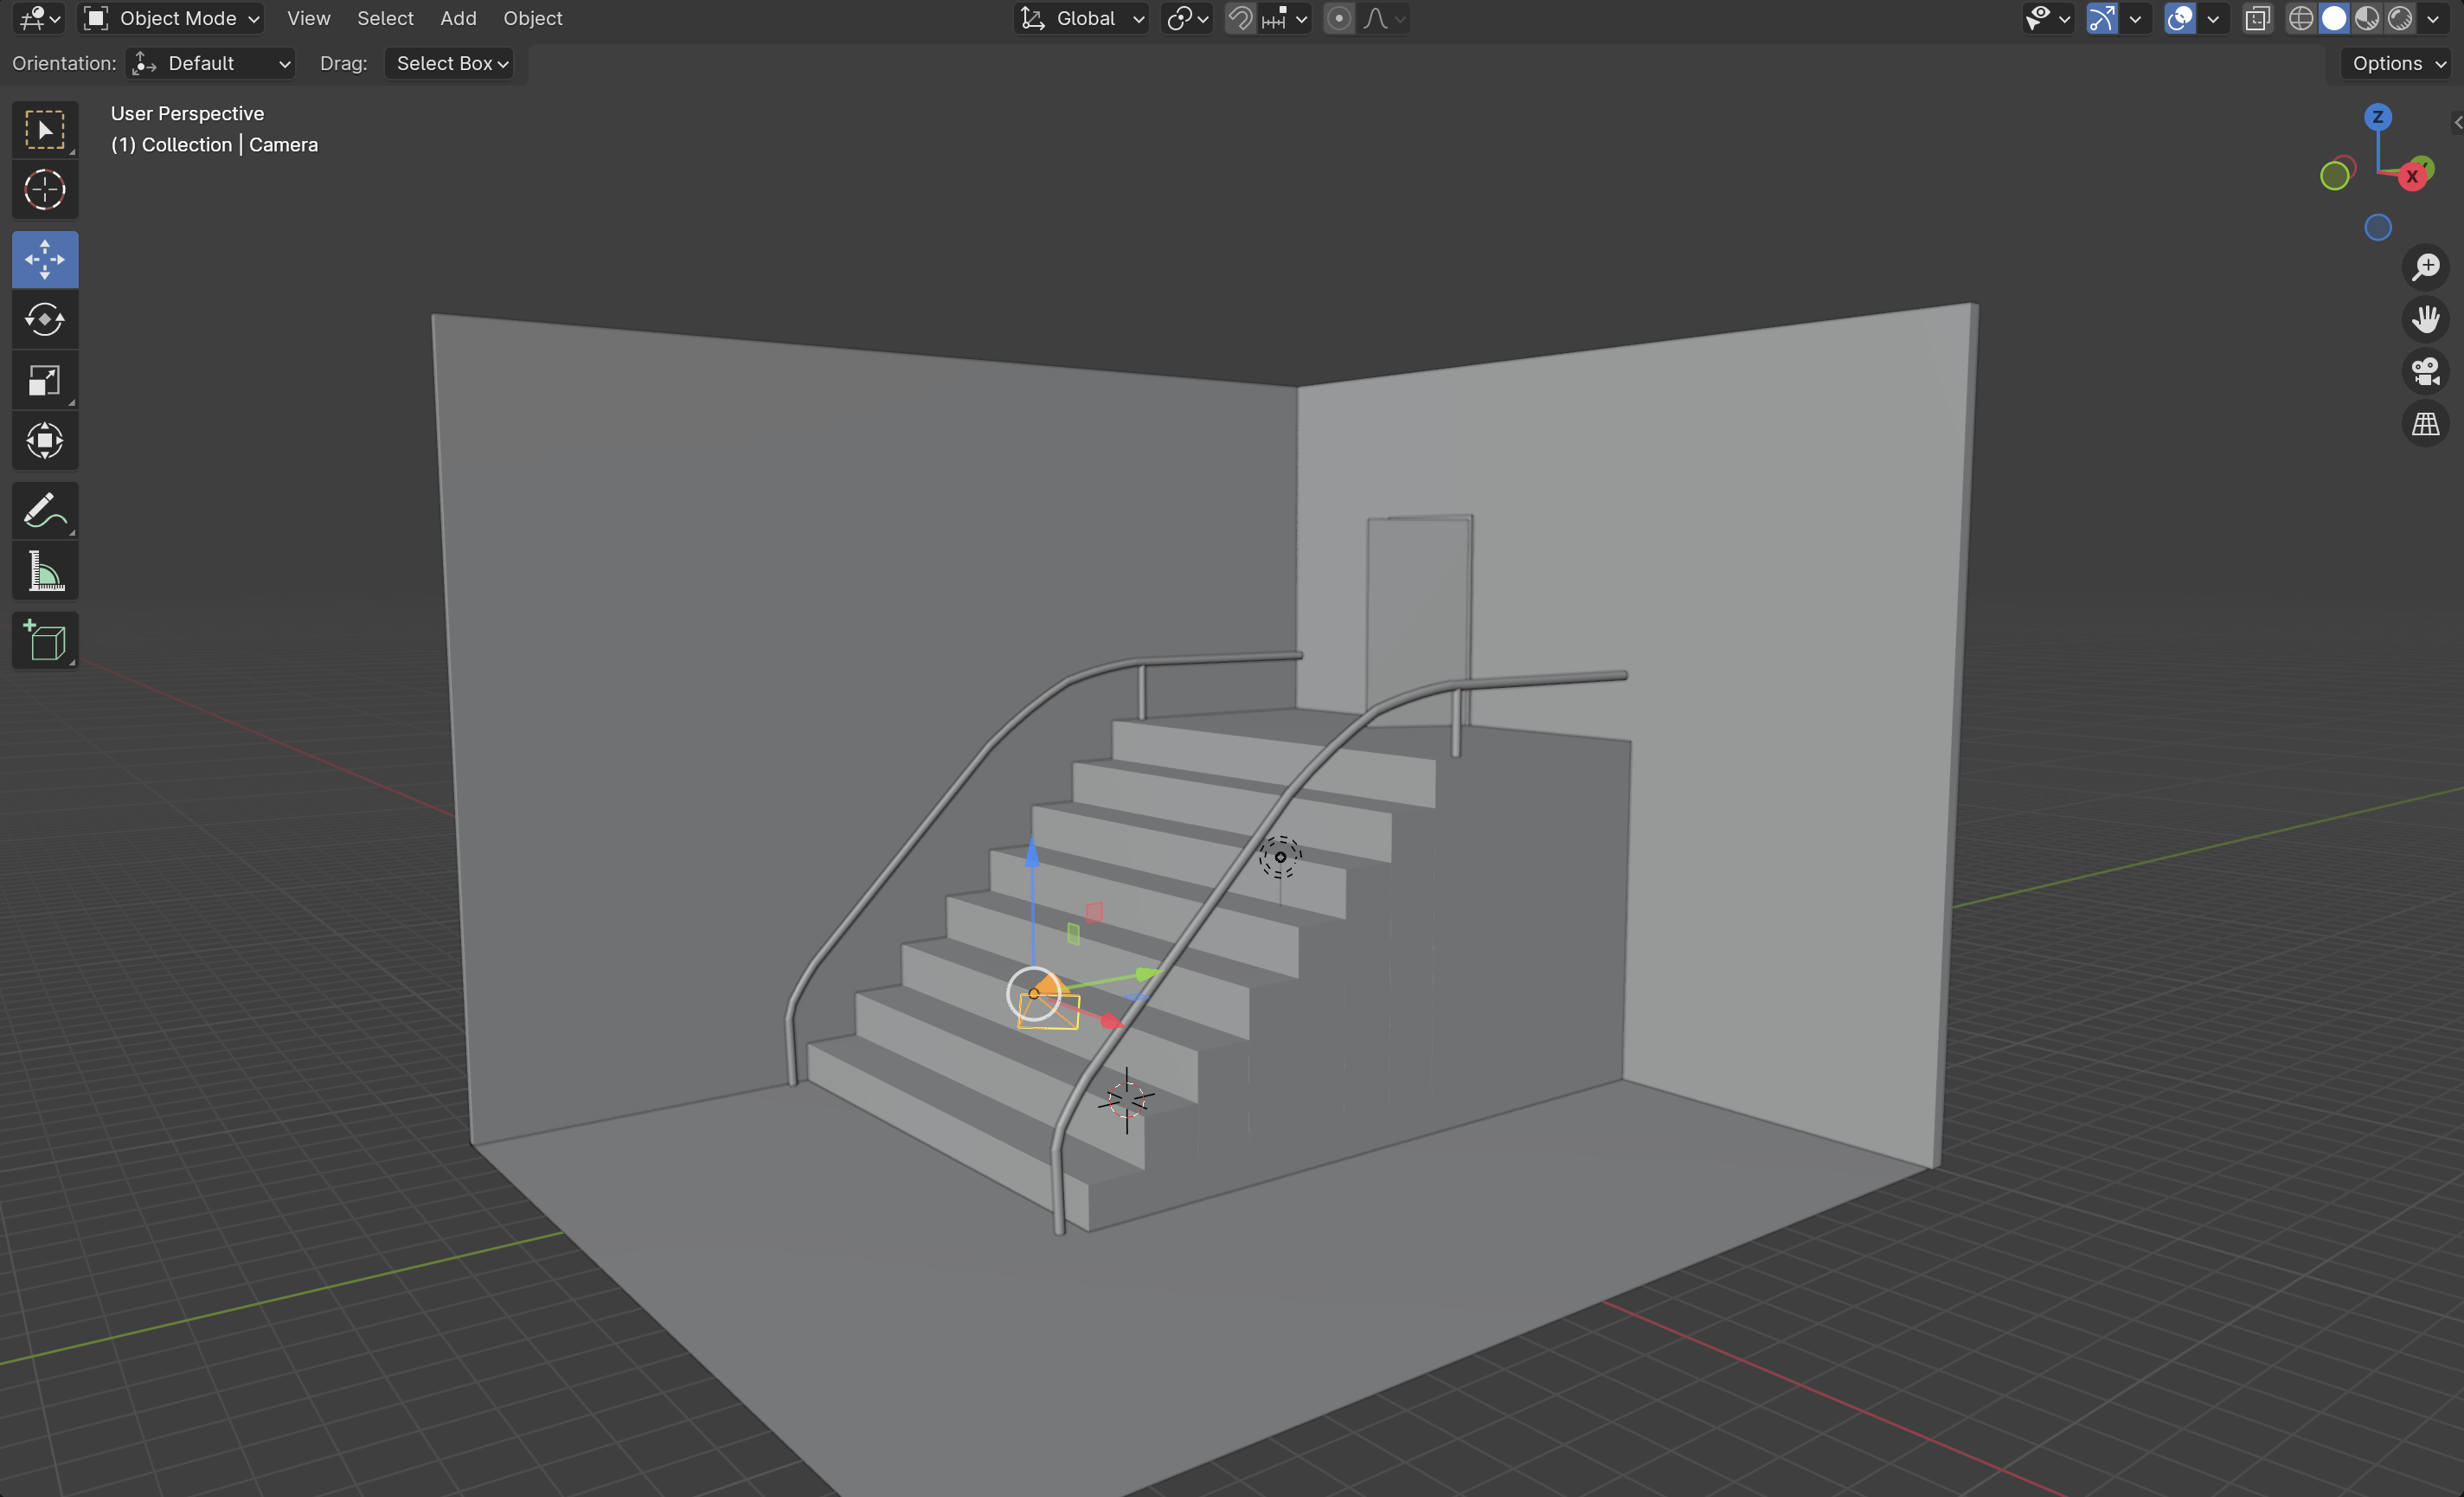 Object Mode View Select Add Object Global
Orientation: Default Drag: Select Box Options
User Perspective
(1) Collection | Camera
Z
Y
X